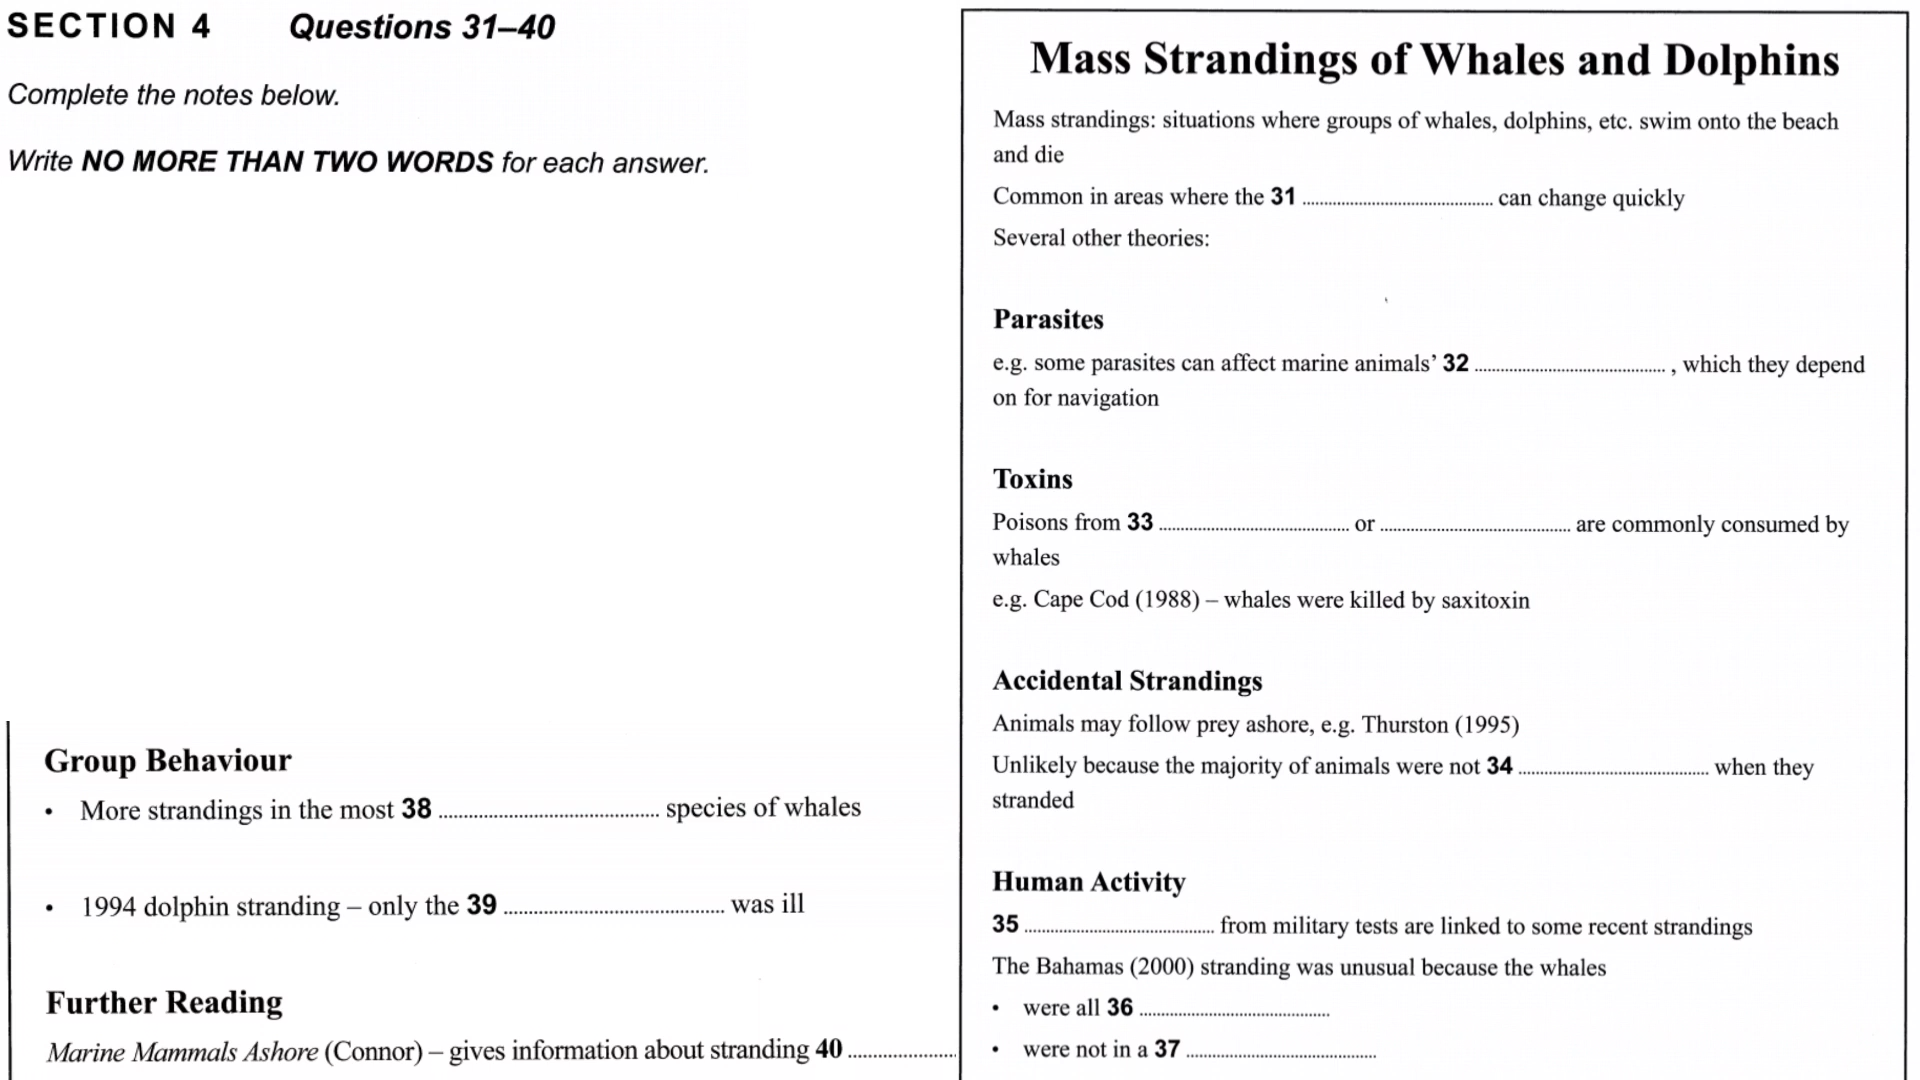 SECTION 4 Questions 31–40
Complete the notes below.
Write NO MORE THAN TWO WORDS for each answer.
Mass Strandings of Whales and Dolphins
Mass strandings: situations where groups of whales, dolphins, etc. swim onto the beach
and die
Common in areas where the 31 ........................ can change quickly
Several other theories:
Parasites
e.g. some parasites can affect marine animals’ 32 ........................ , which they depend
on for navigation
Toxins
Poisons from 33 ........................ or ........................ are commonly consumed by
whales
e.g. Cape Cod (1988) – whales were killed by saxitoxin
Accidental Strandings
Animals may follow prey ashore, e.g. Thurston (1995)
Unlikely because the majority of animals were not 34 ........................ when they
stranded
Human Activity
35 ........................ from military tests are linked to some recent strandings
The Bahamas (2000) stranding was unusual because the whales
• were all 36 ........................
• were not in a 37 ........................
Group Behaviour
• More strandings in the most 38 ........................ species of whales
• 1994 dolphin stranding – only the 39 ........................ was ill
Further Reading
Marine Mammals Ashore (Connor) – gives information about stranding 40 ........................